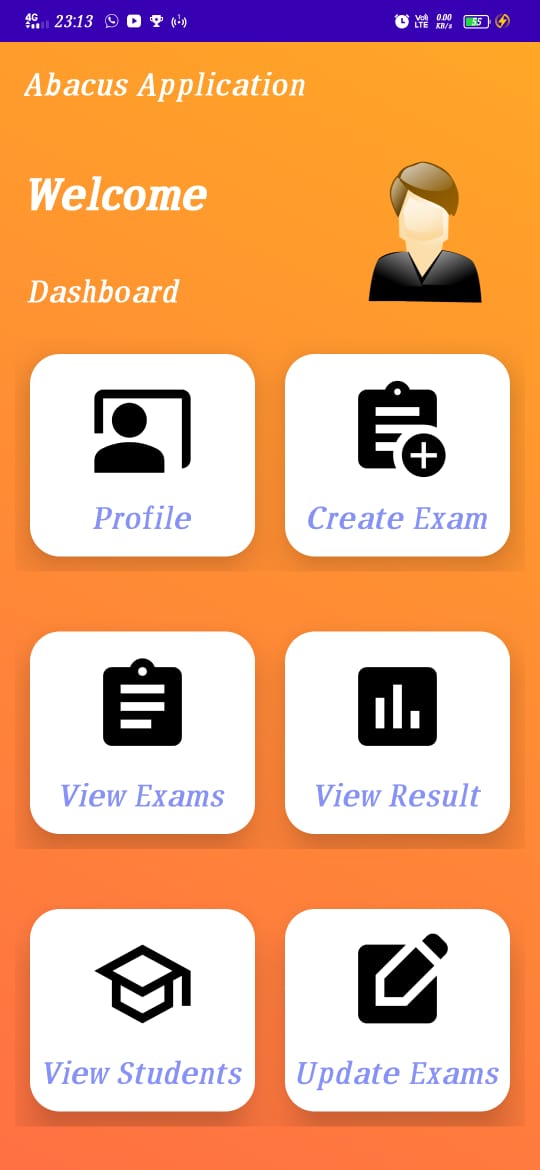 4G 23:13 Vo) LTE 0.00 KB/s 55
Abacus Application
Welcome
Dashboard
Profile
Create Exam
View Exams
View Result
View Students
Update Exams